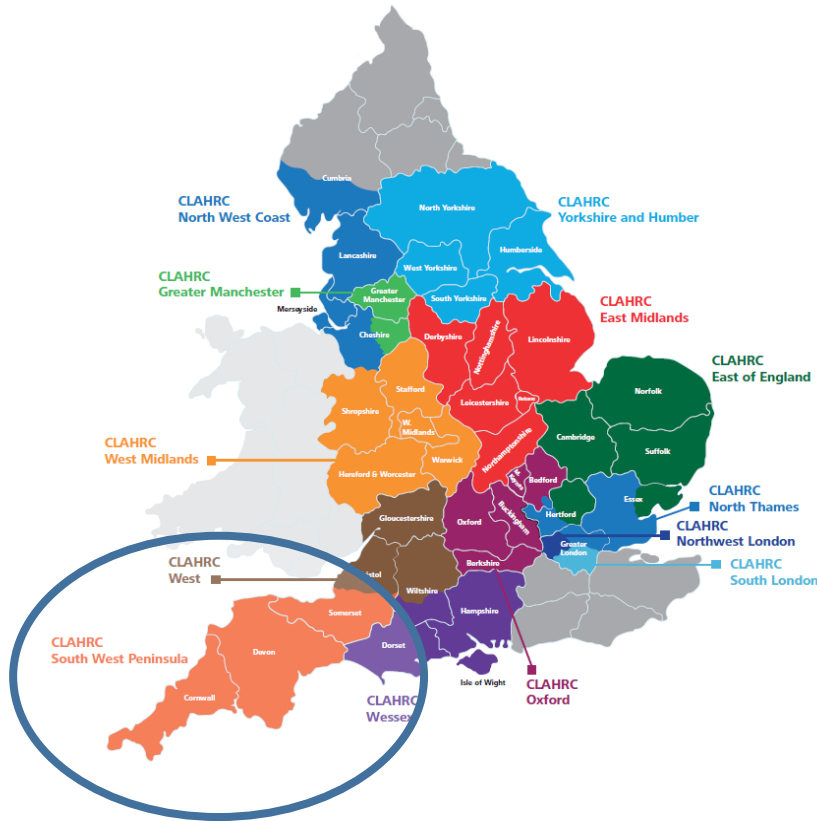 Cumbria
CLAHRC
North West Coast
North Yorkshire
CLAHRC
Yorkshire and Humber
Humberside
Lancashire
West Yorkshire
CLAHRC
Greater Manchester
Greater
Manchester
South Yorkshire
CLAHRC
East Midlands
Merseyside
Cheshire
Derbyshire
Nottinghamshire
Lincolnshire
CLAHRC
East of England
Norfolk
Stafford
Leicestershire
Shropshire
W.
Midlands
Cambridge
Suffolk
CLAHRC
West Midlands
Northamptonshire
Warwick
Hereford & Worcester
Bedford
Essex
CLAHRC
North Thames
Gloucestershire
Oxford
Buckingham
Hertford
CLAHRC
Northwest London
Greater
London
CLAHRC
West
stol
Berkshire
CLAHRC
South London
Wiltshire
Somerset
Hampshire
CLAHRC
South West Peninsula
Devon
Dorset
Isle of Wight
CLAHRC
Oxford
Cornwall
CLAHRC
Wessex